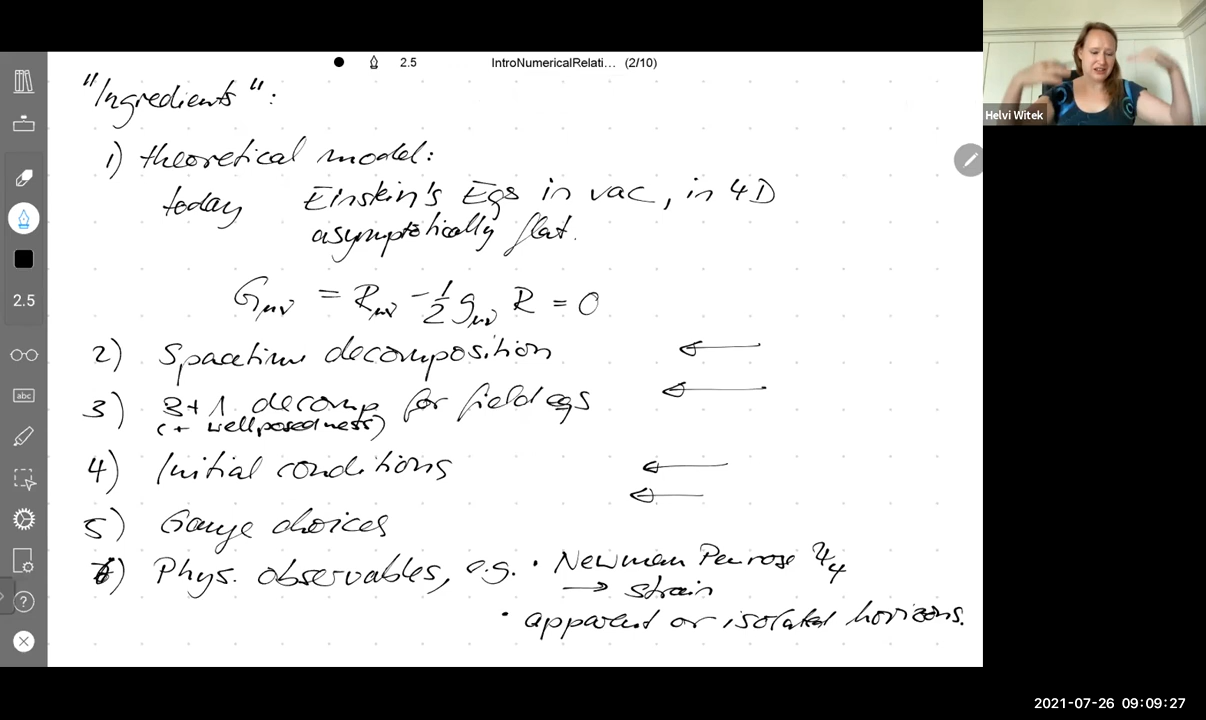 2.5 IntroNumericalRelati... (2/10)
"Ingredients":
1) theoretical model:
today Einstein's Eqs in vac, in 4D
asymptotically flat.
Gμν = Rμν - 1/2 gμν R = 0
2) Spacetime decomposition
3) 3+1 decomp for field eqs
(+ wellposedness)
4) Initial conditions
5) Gauge choices
6) Phys. observables, e.g. · Newman Penrose Ψ4
→ strain
· apparent or isolated horizons.
2.5
abc
?
Helvi Witek
2021-07-26 09:09:27